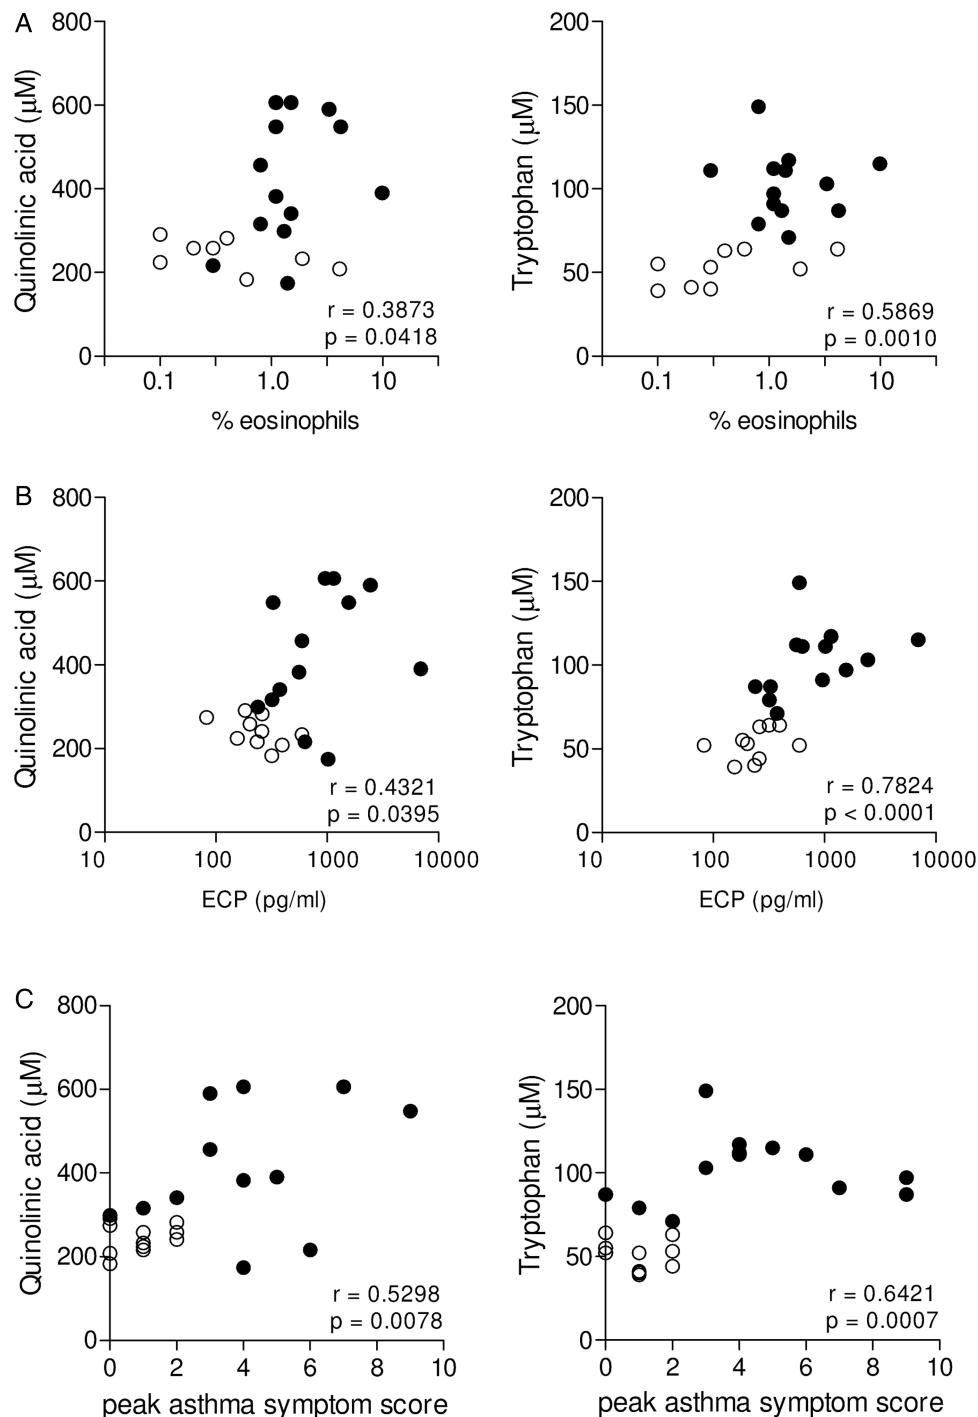 A
800
600
400
200
0
Quinolinic acid (μM)
0.1 1.0 10
% eosinophils
r = 0.3873
p = 0.0418
200
150
100
50
0
Tryptophan (μM)
0.1 1.0 10
% eosinophils
r = 0.5869
p = 0.0010
B
800
600
400
200
0
Quinolinic acid (μM)
10 100 1000 10000
ECP (pg/ml)
r = 0.4321
p = 0.0395
200
150
100
50
0
Tryptophan (μM)
10 100 1000 10000
ECP (pg/ml)
r = 0.7824
p < 0.0001
C
800
600
400
200
0
Quinolinic acid (μM)
0 2 4 6 8 10
peak asthma symptom score
r = 0.5298
p = 0.0078
200
150
100
50
0
Tryptophan (μM)
0 2 4 6 8 10
peak asthma symptom score
r = 0.6421
p = 0.0007